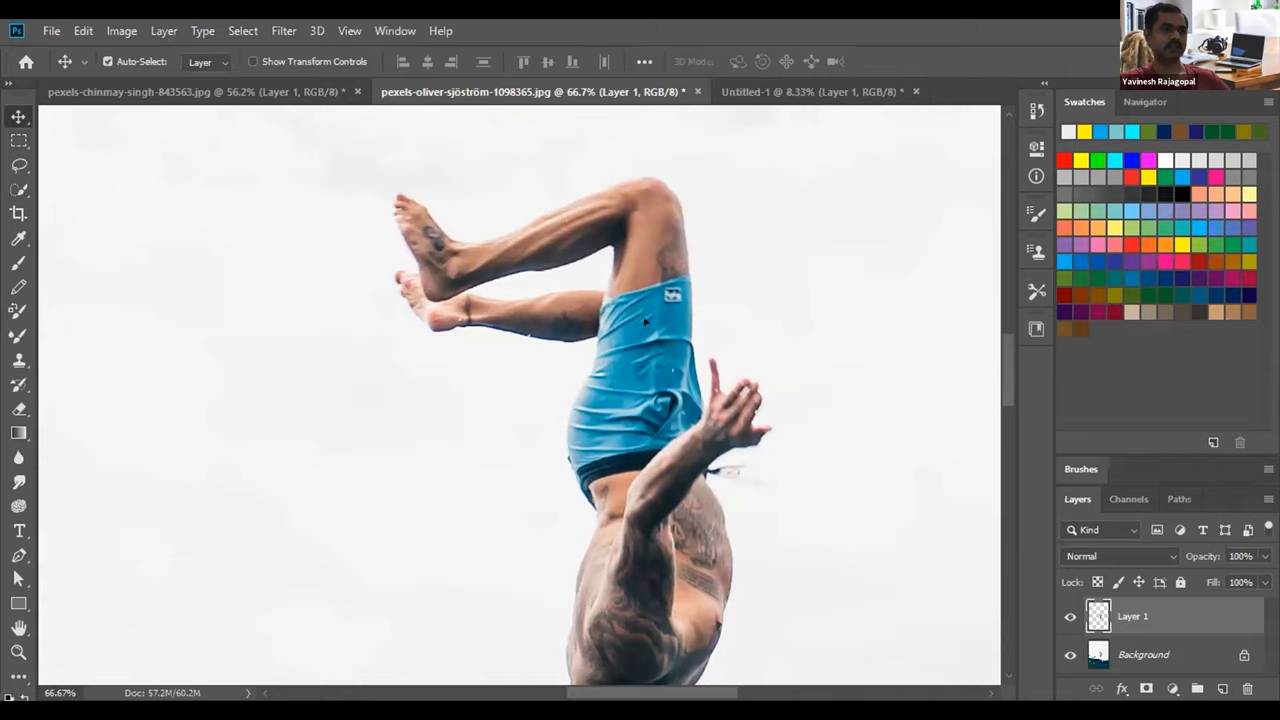 Ps File Edit Image Layer Type Select Filter 3D View Window Help
Auto-Select: Layer Show Transform Controls 3D Mod
Yavinesh Rajagopal
pexels-chinmay-singh-843563.jpg @ 56.2% (Layer 1, RGB/8) *
pexels-oliver-sjöström-1098365.jpg @ 66.7% (Layer 1, RGB/8) *
Untitled-1 @ 8.33% (Layer 1, RGB/8) *
Swatches Navigator
Brushes
Layers Channels Paths
Kind
Normal Opacity: 100%
Lock: Fill: 100%
Layer 1
Background
66.67% Doc: 57.2M/60.2M